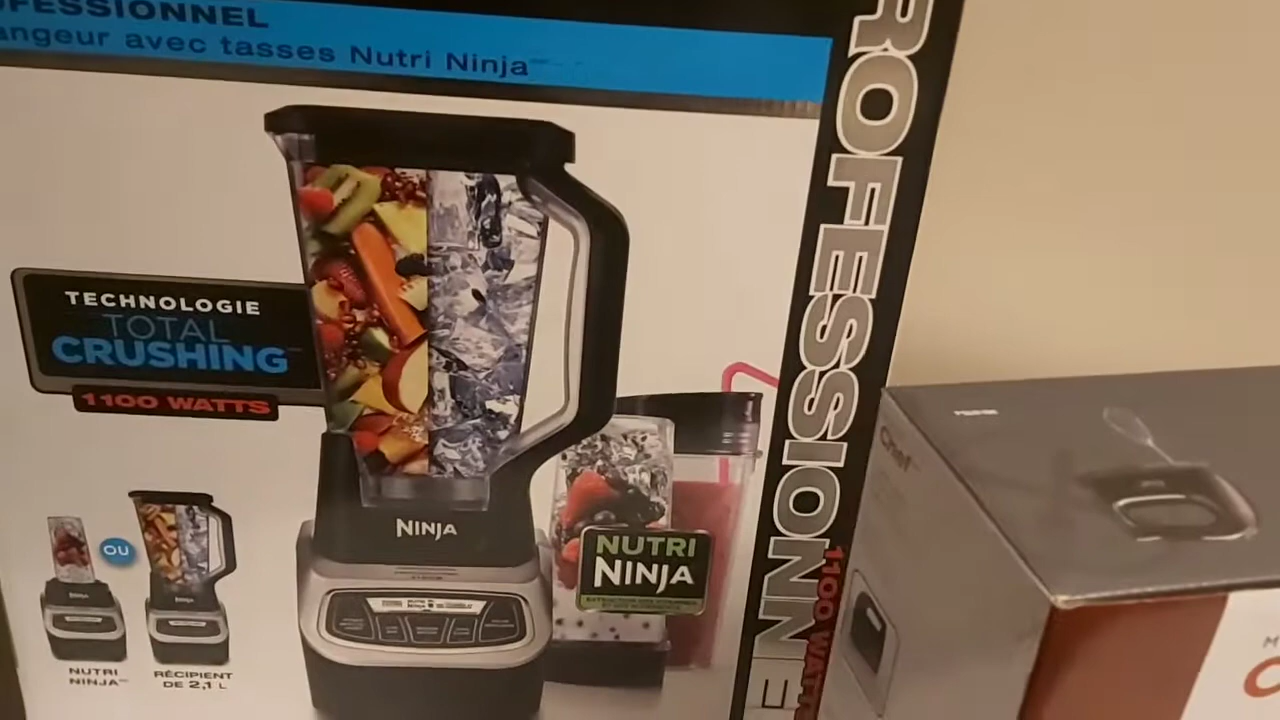 OFESSIONNEL
angeur avec tasses Nutri Ninja
TECHNOLOGIE
TOTAL
CRUSHING
1100 WATTS
NINJA
NUTRI
NINJA
OU
NUTRI
NINJA
RÉCIPIENT
DE 2,1 L
ROFESSIONNE
1100 WATTS
Chef